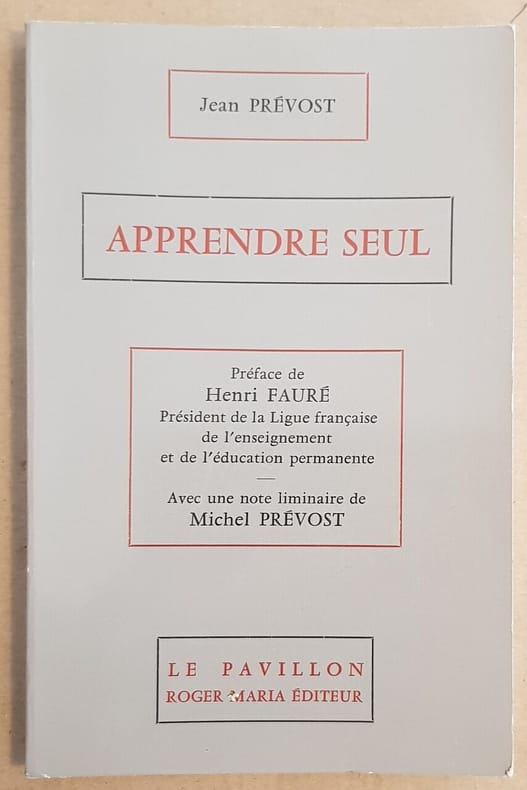 Jean PRÉVOST
APPRENDRE SEUL
Préface de
Henri FAURÉ
Président de la Ligue française
de l'enseignement
et de l'éducation permanente
Avec une note liminaire de
Michel PRÉVOST
LE PAVILLON
ROGER MARIA ÉDITEUR